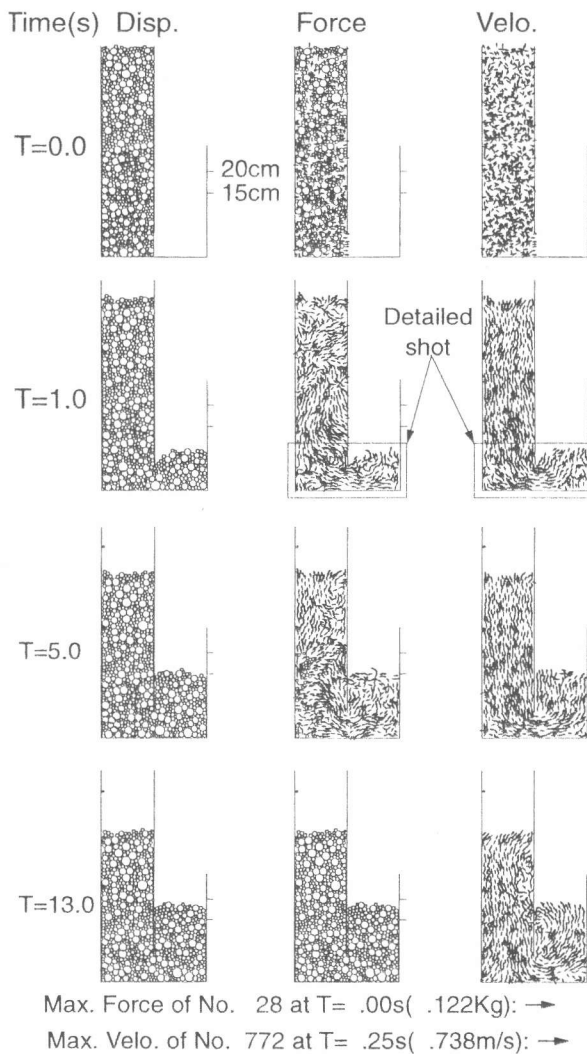 Time(s) Disp. Force Velo.
T=0.0
20cm
15cm
Detailed
shot
T=1.0
T=5.0
T=13.0
Max. Force of No. 28 at T= .00s( .122Kg):
Max. Velo. of No. 772 at T= .25s( .738m/s):